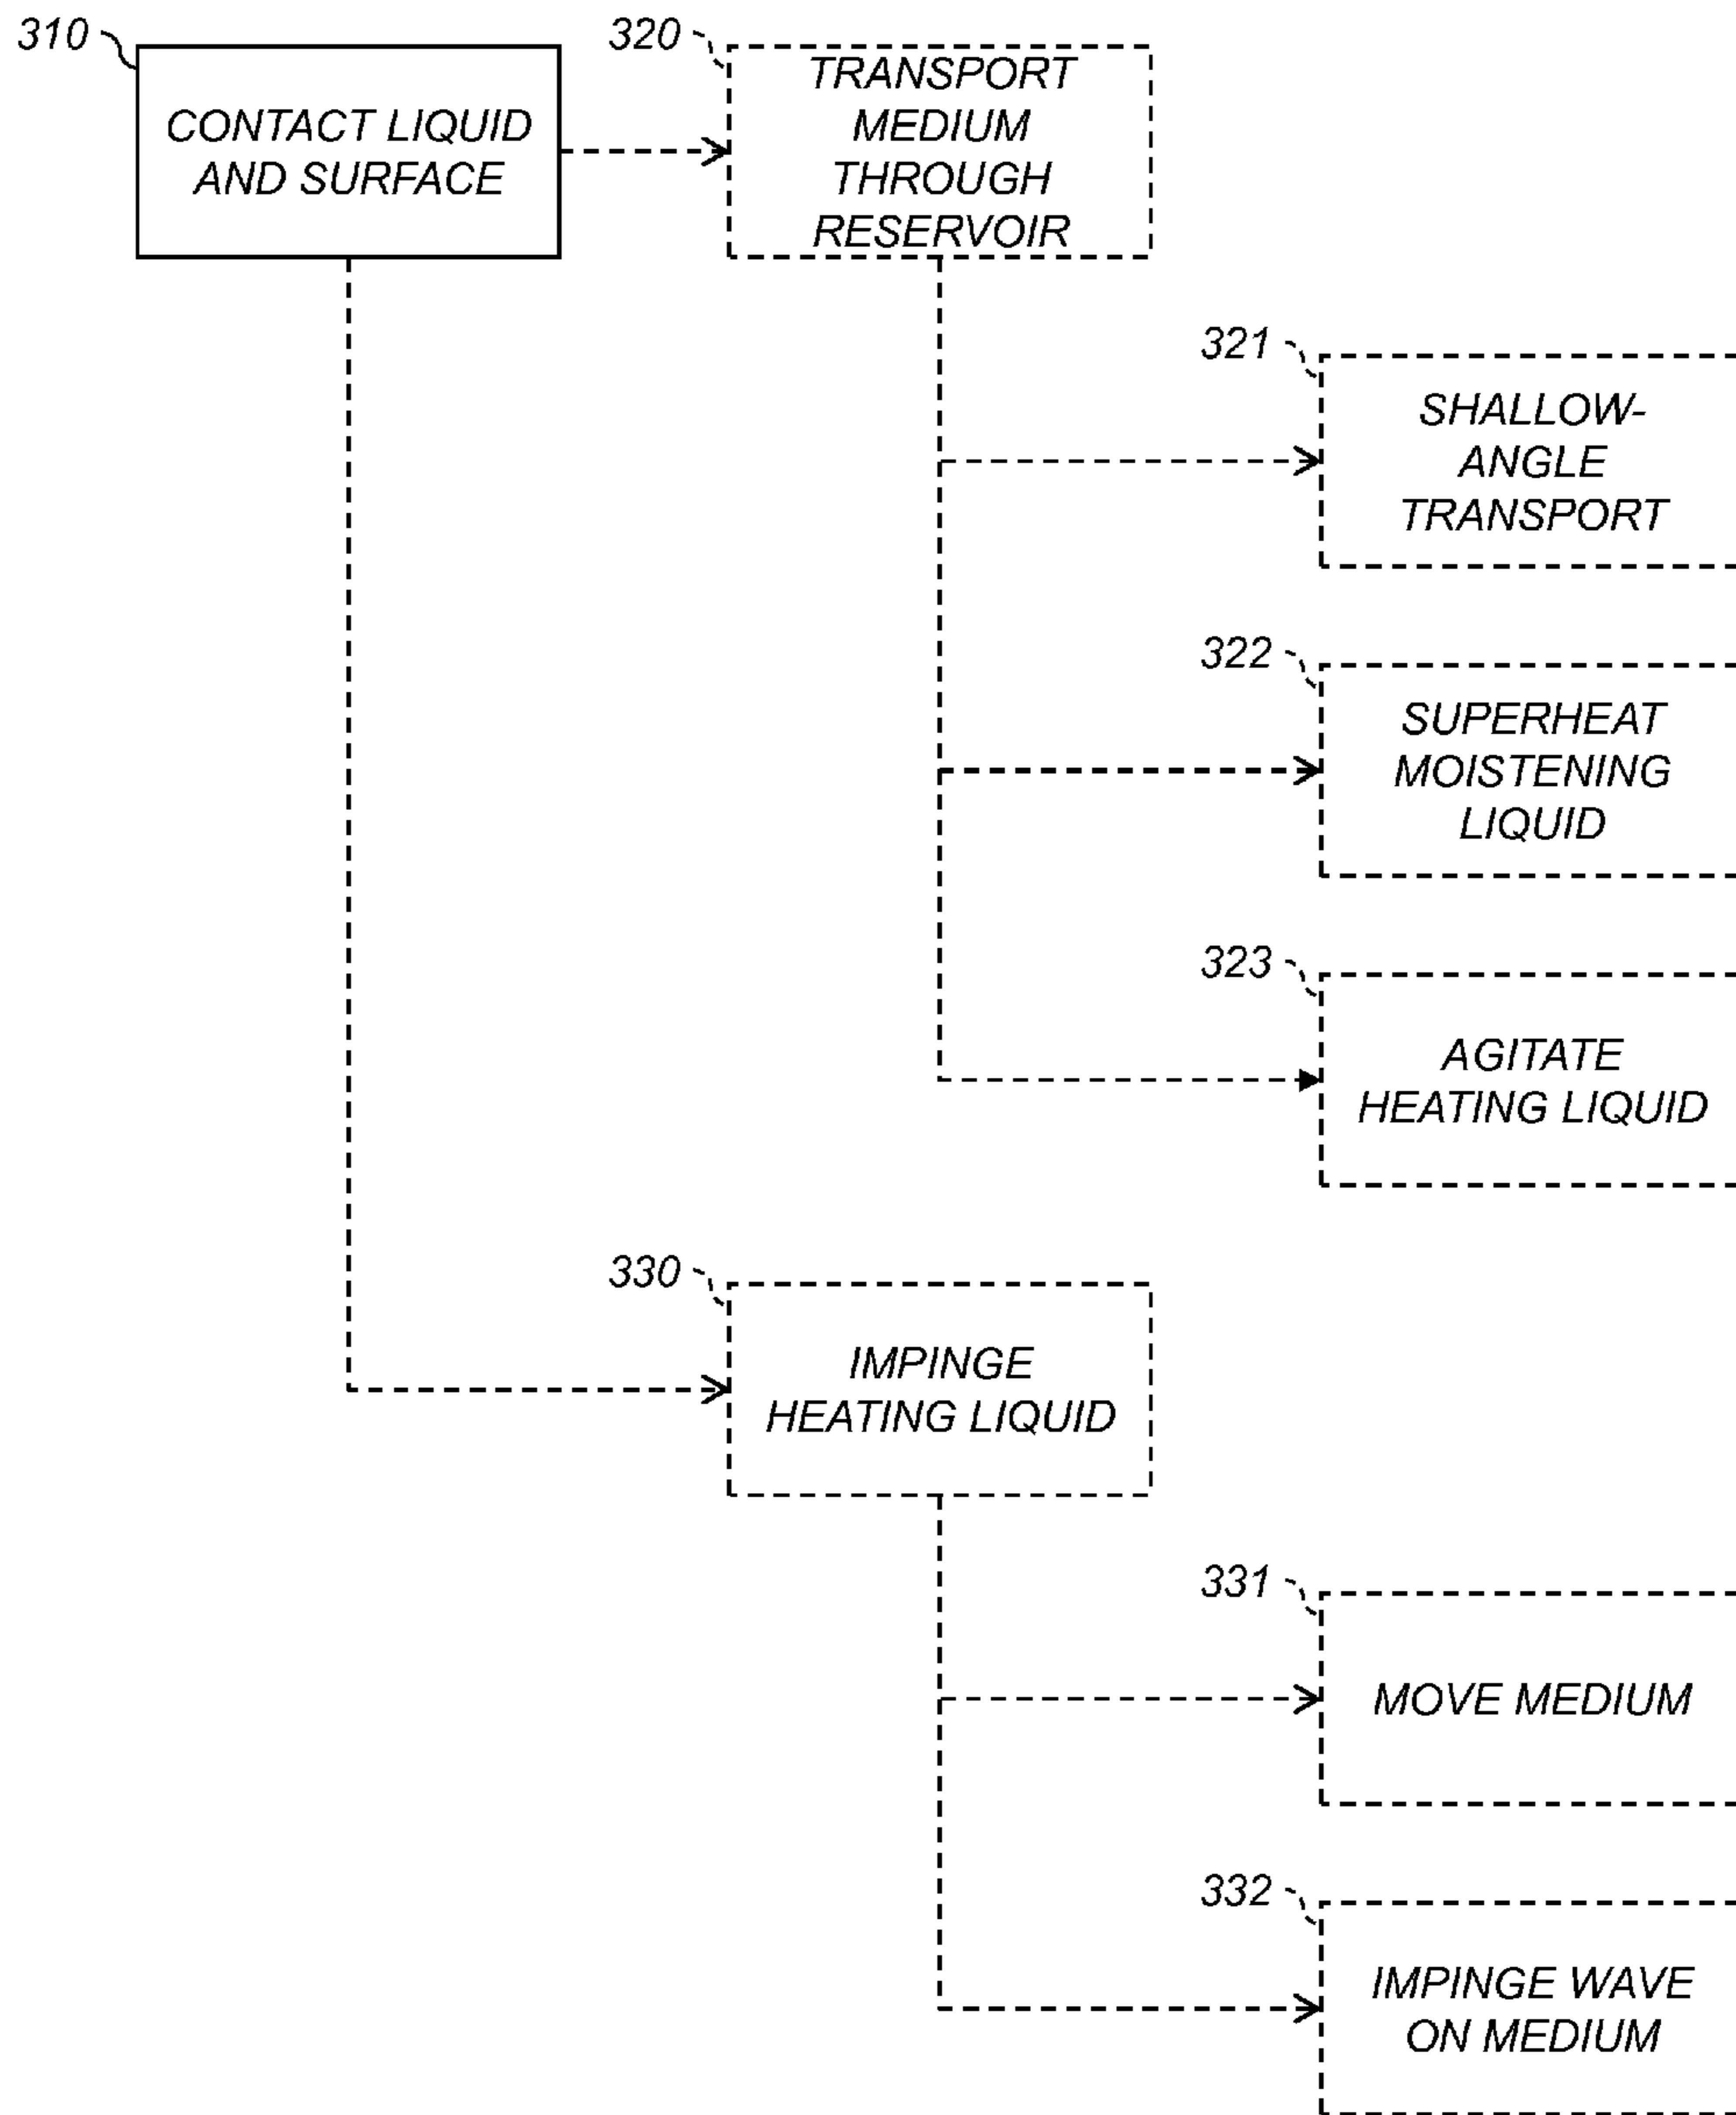 310
CONTACT LIQUID
AND SURFACE
320
TRANSPORT
MEDIUM
THROUGH
RESERVOIR
321
SHALLOW-
ANGLE
TRANSPORT
322
SUPERHEAT
MOISTENING
LIQUID
323
AGITATE
HEATING LIQUID
330
IMPINGE
HEATING LIQUID
331
MOVE MEDIUM
332
IMPINGE WAVE
ON MEDIUM